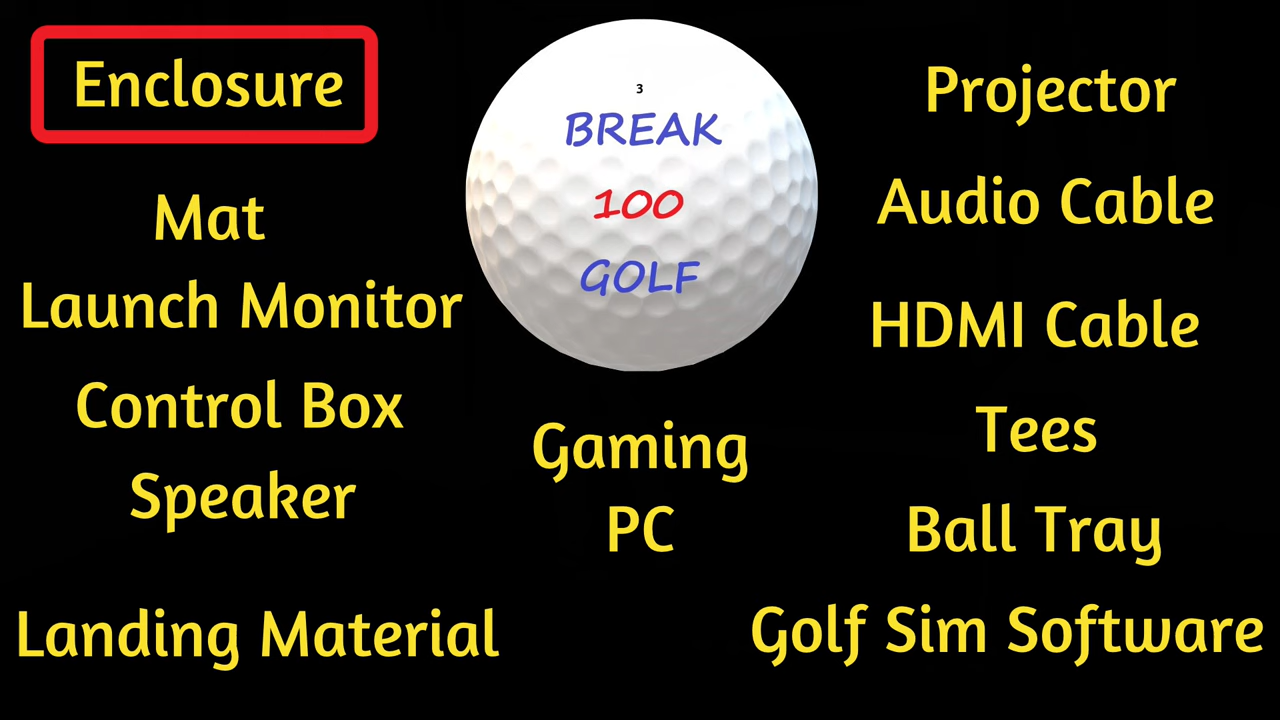 Enclosure
Mat
Launch Monitor
Control Box
Speaker
Landing Material
3
BREAK
100
GOLF
Gaming
PC
Projector
Audio Cable
HDMI Cable
Tees
Ball Tray
Golf Sim Software